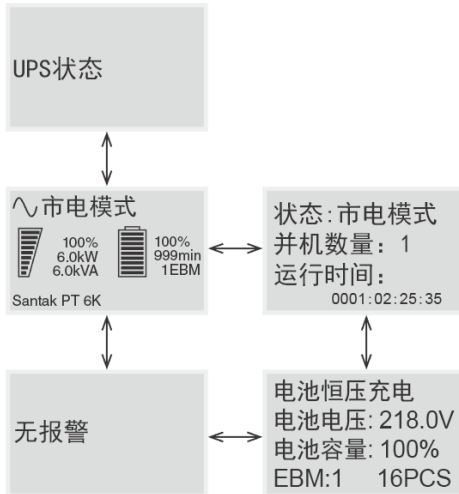 UPS状态
市电模式
100%
6.0kW
6.0kVA
100%
999min
1EBM
Santak PT 6K
状态:市电模式
并机数量：1
运行时间：
0001:02:25:35
无报警
电池恒压充电
电池电压: 218.0V
电池容量: 100%
EBM:1 16PCS